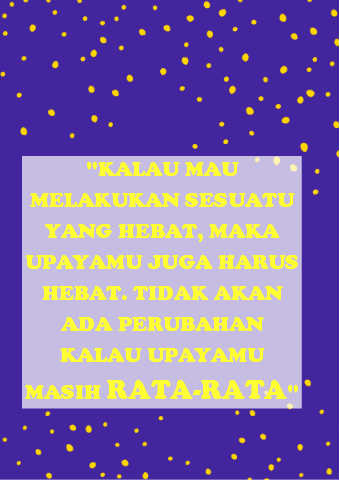 "KALAU MAU
MELAKUKAN SESUATU
YANG HEBAT, MAKA
UPAYAMU JUGA HARUS
HEBAT. TIDAK AKAN
ADA PERUBAHAN
KALAU UPAYAMU
MASIH RATA-RATA"